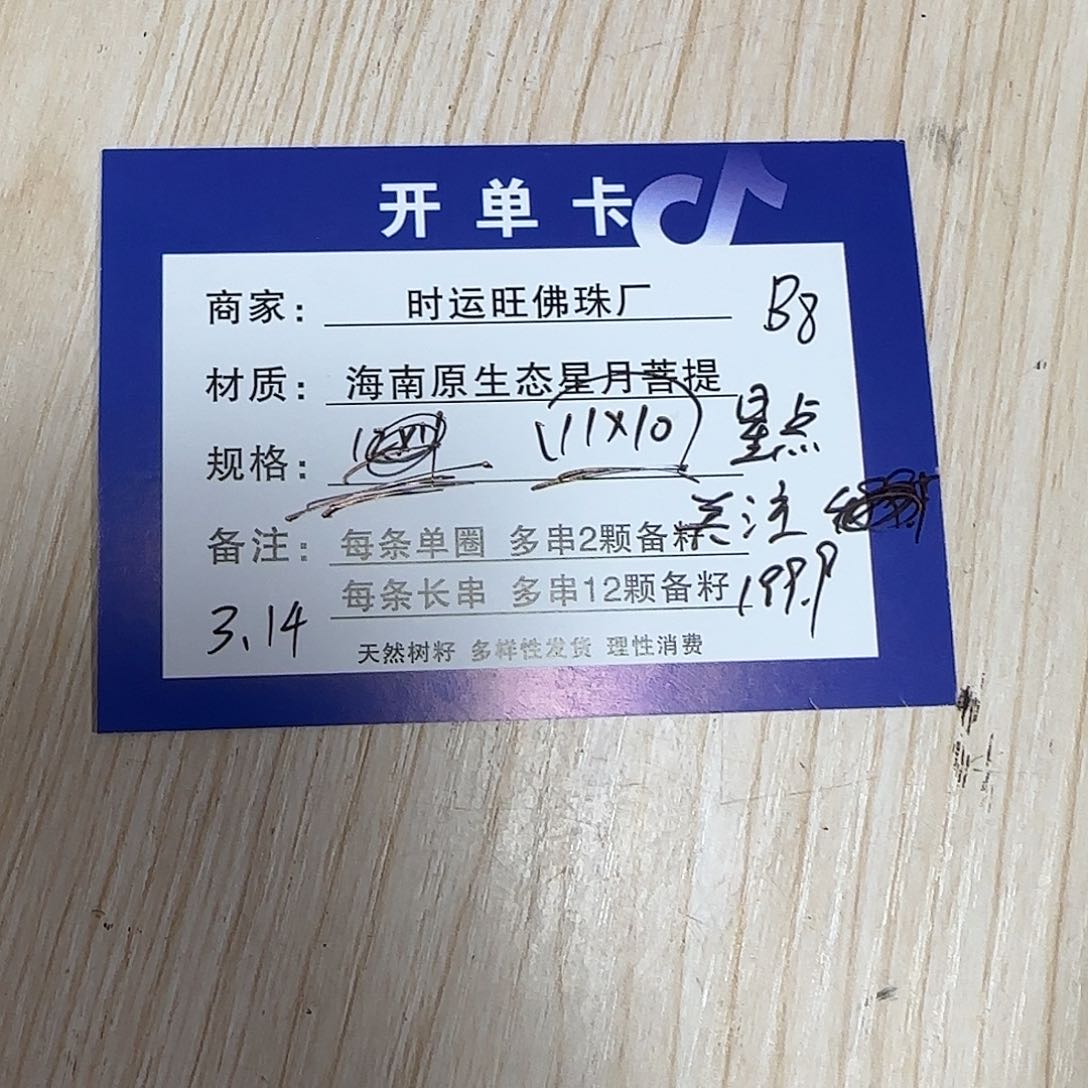 开单卡
商家： 时运旺佛珠厂 B8
材质： 海南原生态星月菩提
规格： (11X10) 星点
关注
备注： 每条单圈 多串2颗备籽
每条长串 多串12颗备籽 199.9
3.14
天然树籽 多样性发货 理性消费